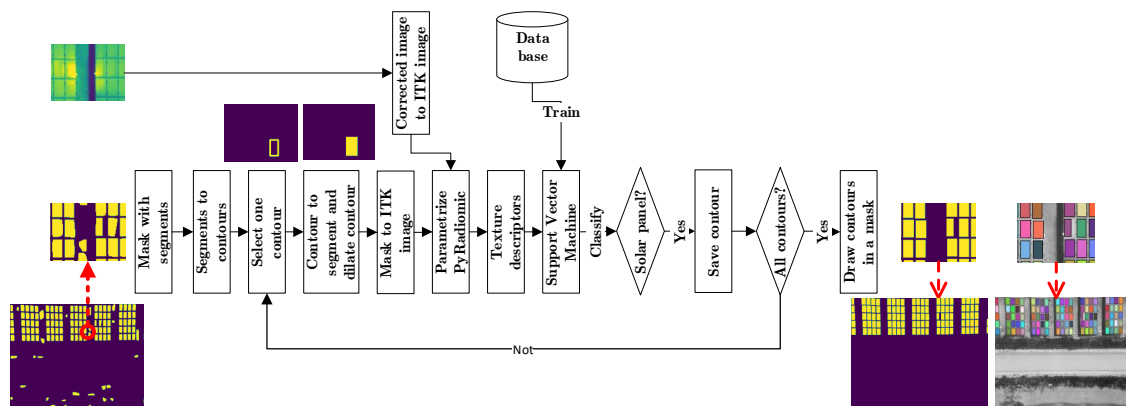 Data
base
Corrected image
to ITK image
Train
Mask with
segments
Segments to
contours
Select one
contour
Contour to
segment and
dilate contour
Mask to ITK
image
Parametrize
PyRadiomic
Texture
descriptors
Support Vector
Machine
Classify
Solar panel?
Yes
Save contour
All contours?
Yes
Draw contours
in a mask
Not